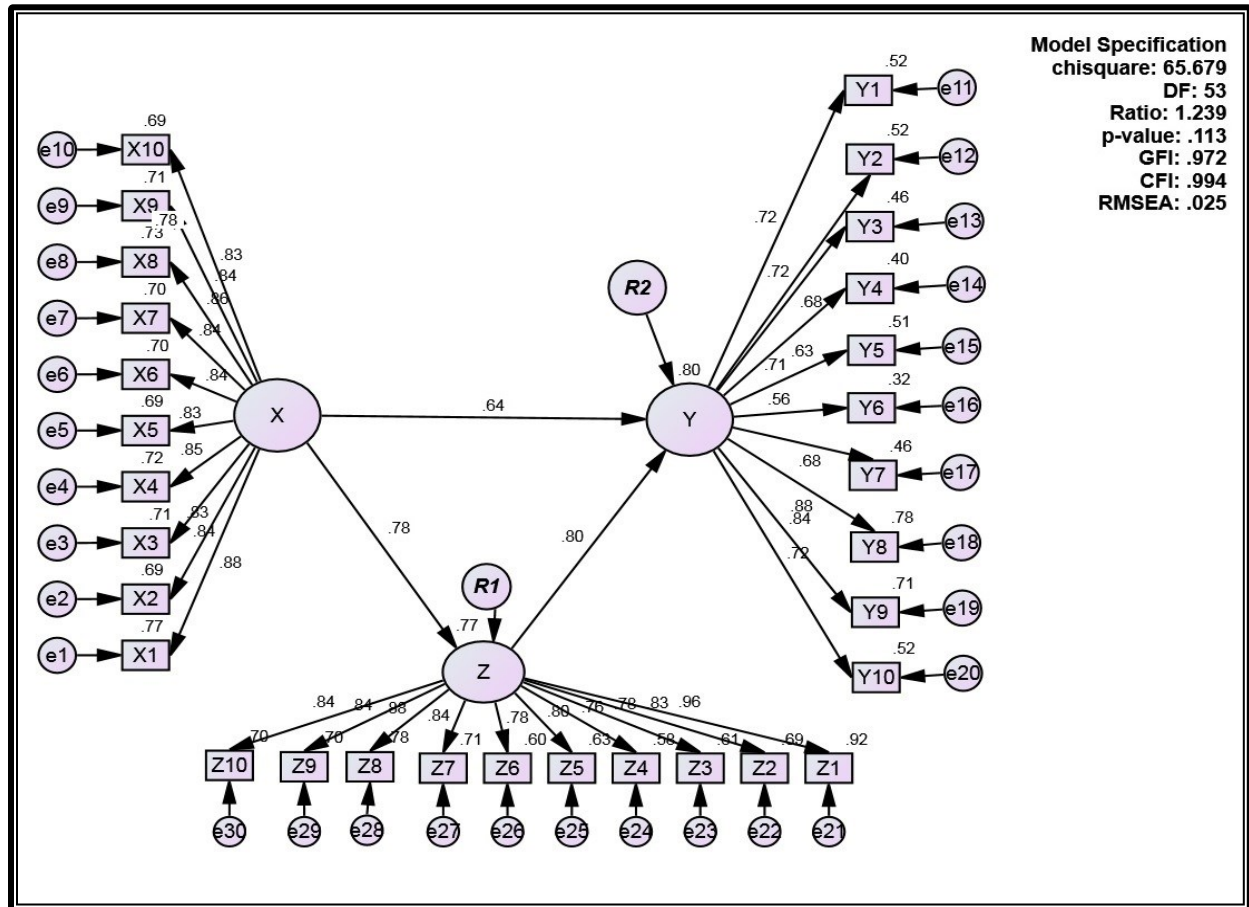 Model Specification
chisquare: 65.679
DF: 53
Ratio: 1.239
p-value: .113
GFI: .972
CFI: .994
RMSEA: .025
.69
e10 X10
.71
e9 X9
.78
.73
e8 X8
.70
e7 X7
.70
e6 X6
.69
e5 X5
.72
e4 X4
.71
e3 X3
.69
e2 X2
.77
e1 X1
.83
.84
.86
.84
.84
.83
.85
.83
.84
.88
X
.64
.78
R2
.80
Y
.80
R1
.77
Z
.72
.72
.68
.63
.71
.56
.68
.88
.84
.72
.52
Y1 e11
.52
Y2 e12
.46
Y3 e13
.40
Y4 e14
.51
Y5 e15
.32
Y6 e16
.46
Y7 e17
.78
Y8 e18
.71
Y9 e19
.52
Y10 e20
.84 .84 .88 .84 .78 .80 .76 .78 .83 .96
.70 .70 .78 .71 .60 .63 .58 .61 .69 .92
Z10 Z9 Z8 Z7 Z6 Z5 Z4 Z3 Z2 Z1
e30 e29 e28 e27 e26 e25 e24 e23 e22 e21